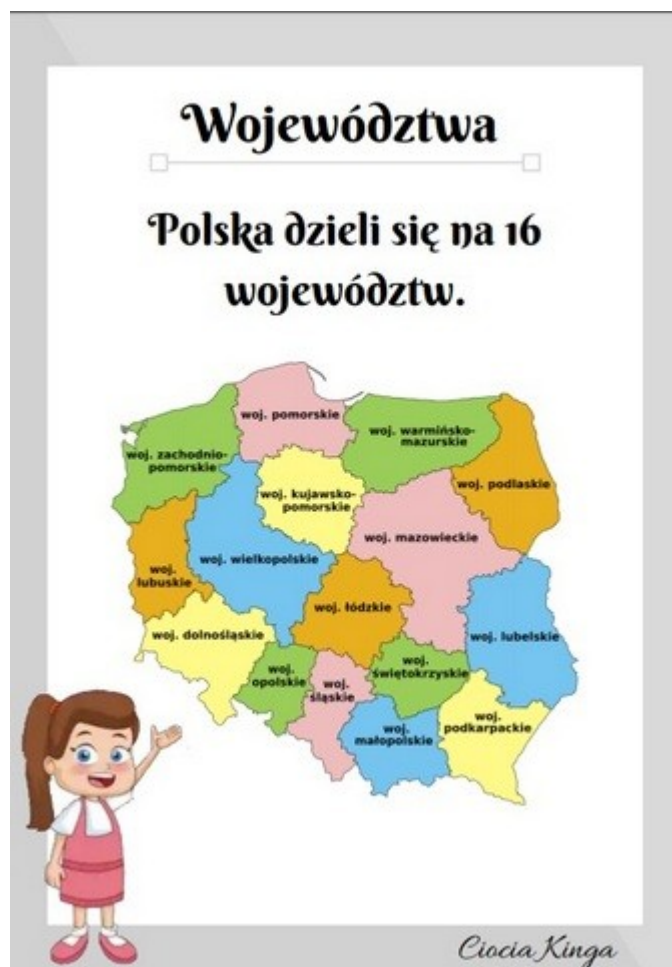 Województwa
Polska dzieli się na 16
województw.
woj. pomorskie
woj. warmińsko-
mazurskie
woj. zachodnio-
pomorskie
woj. podlaskie
woj. kujawsko-
pomorskie
woj. mazowieckie
woj. wielkopolskie
woj.
lubuskie
woj. łódzkie
woj. dolnośląskie
woj. lubelskie
woj.
opolskie
woj.
śląskie
woj.
świętokrzyskie
woj.
małopolskie
woj.
podkarpackie
Ciocia Kinga